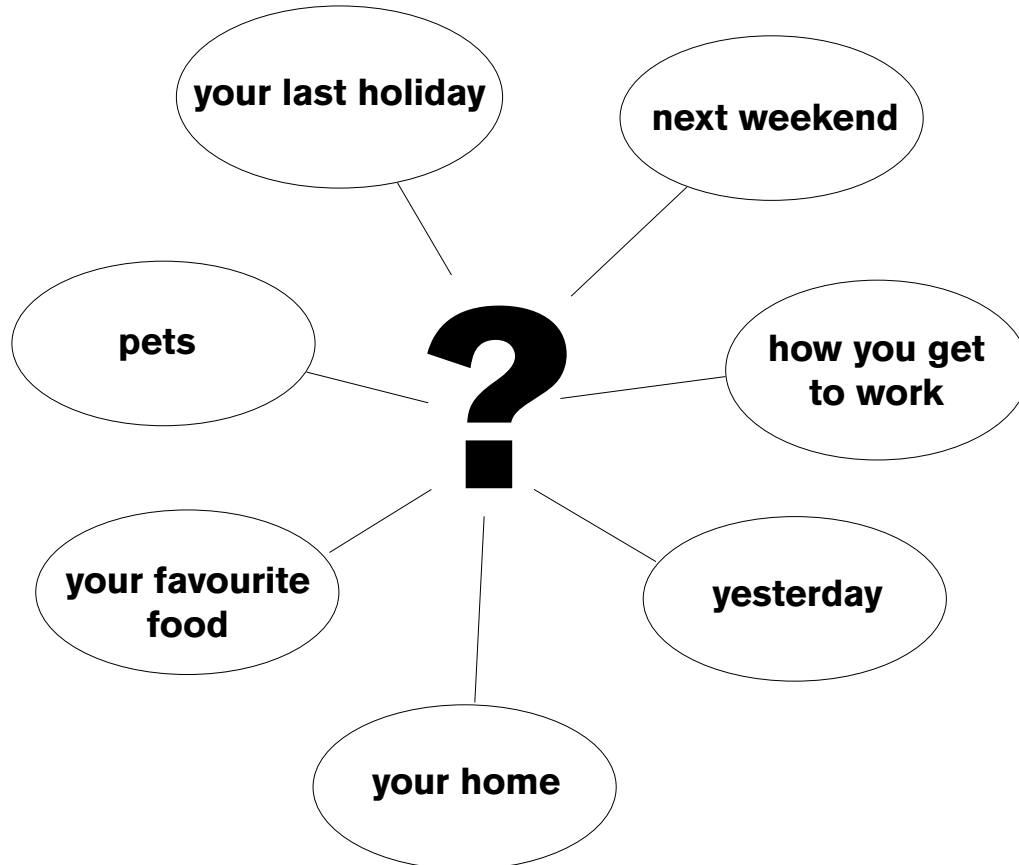 your last holiday
next weekend
pets
?
how you get
to work
your favourite
food
yesterday
your home